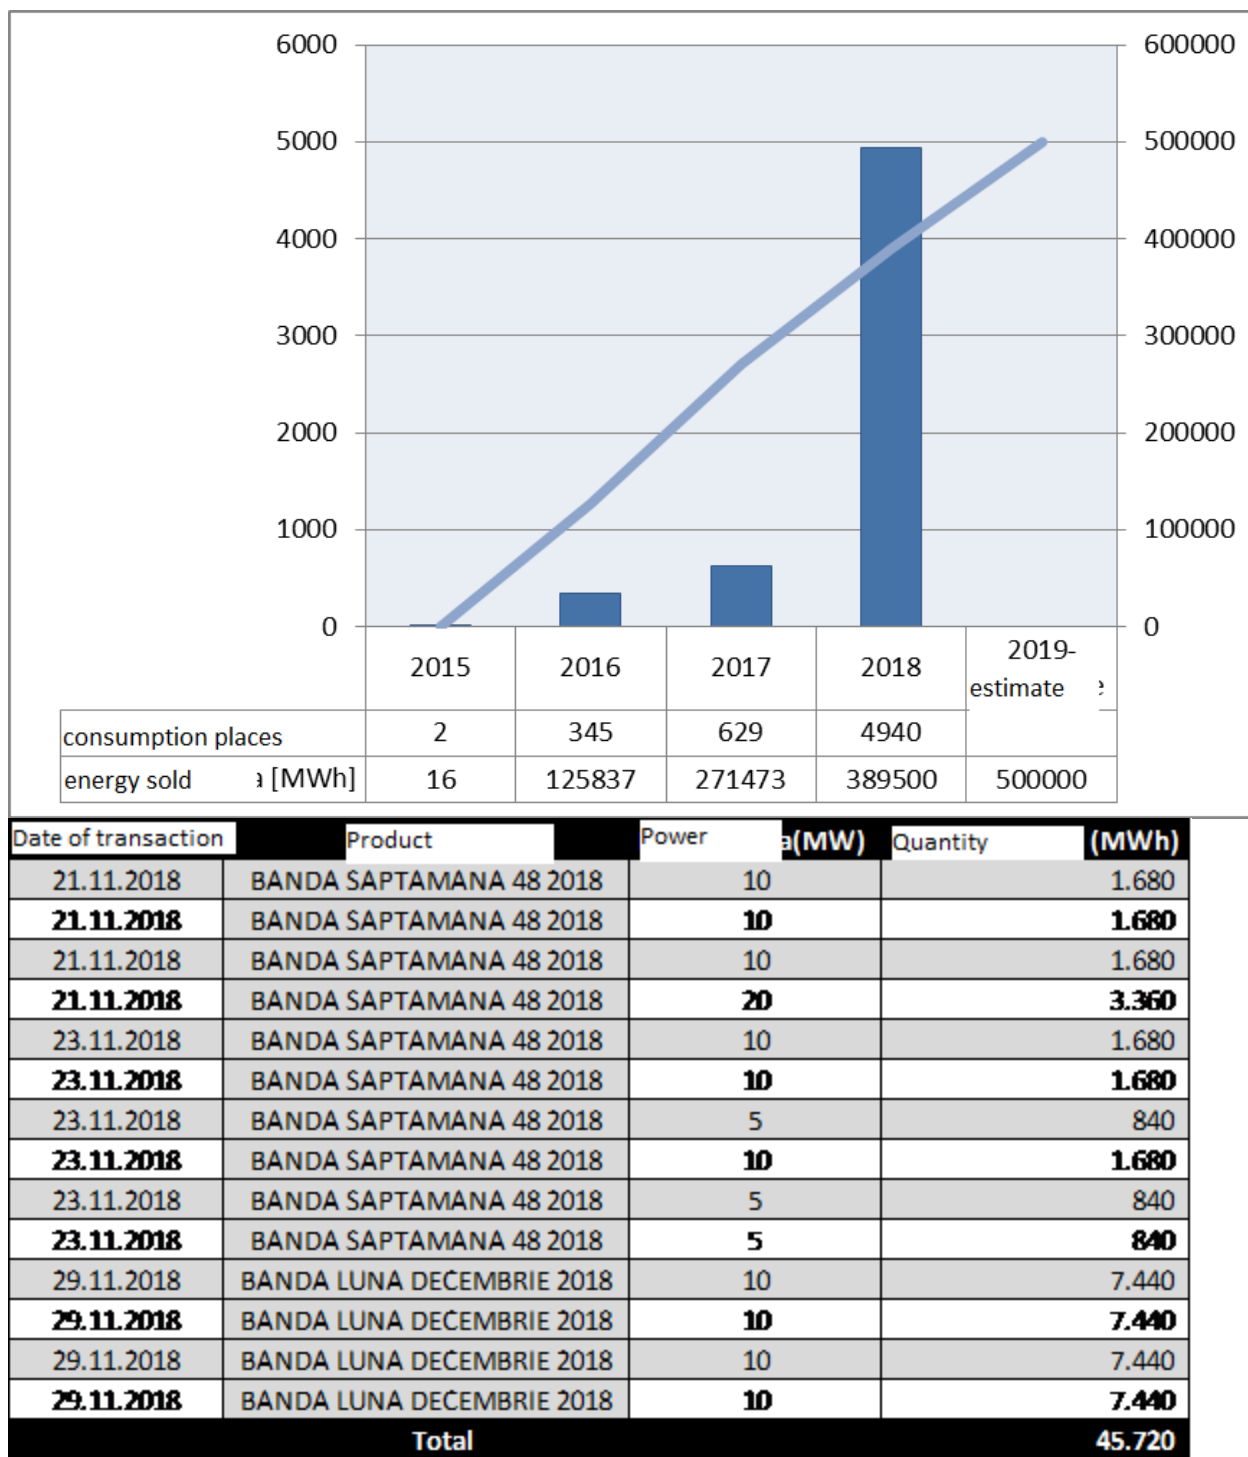 6000 600000
5000 500000
4000 400000
3000 300000
2000 200000
1000 100000
0 0
2015 2016 2017 2018 2019-
estimate
consumption places 2 345 629 4940
energy sold a [MWh] 16 125837 271473 389500 500000
Date of transaction Product Power a(MW) Quantity (MWh)
21.11.2018 BANDA SAPTAMANA 48 2018 10 1.680
21.11.2018 BANDA SAPTAMANA 48 2018 10 1.680
21.11.2018 BANDA SAPTAMANA 48 2018 10 1.680
21.11.2018 BANDA SAPTAMANA 48 2018 20 3.360
23.11.2018 BANDA SAPTAMANA 48 2018 10 1.680
23.11.2018 BANDA SAPTAMANA 48 2018 10 1.680
23.11.2018 BANDA SAPTAMANA 48 2018 5 840
23.11.2018 BANDA SAPTAMANA 48 2018 10 1.680
23.11.2018 BANDA SAPTAMANA 48 2018 5 840
23.11.2018 BANDA SAPTAMANA 48 2018 5 840
29.11.2018 BANDA LUNA DECEMBRIE 2018 10 7.440
29.11.2018 BANDA LUNA DECEMBRIE 2018 10 7.440
29.11.2018 BANDA LUNA DECEMBRIE 2018 10 7.440
29.11.2018 BANDA LUNA DECEMBRIE 2018 10 7.440
Total 45.720